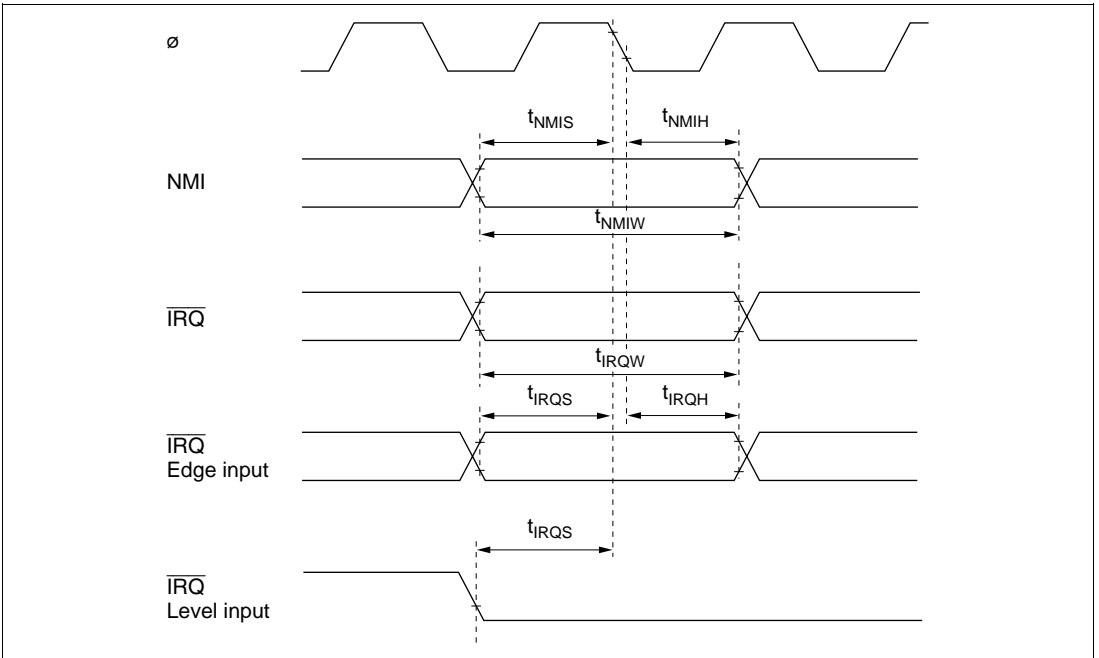 ø
tNMIS tNMIH
NMI
tNMIW
IRQ
tIRQW
tIRQS tIRQH
IRQ
Edge input
tIRQS
IRQ
Level input